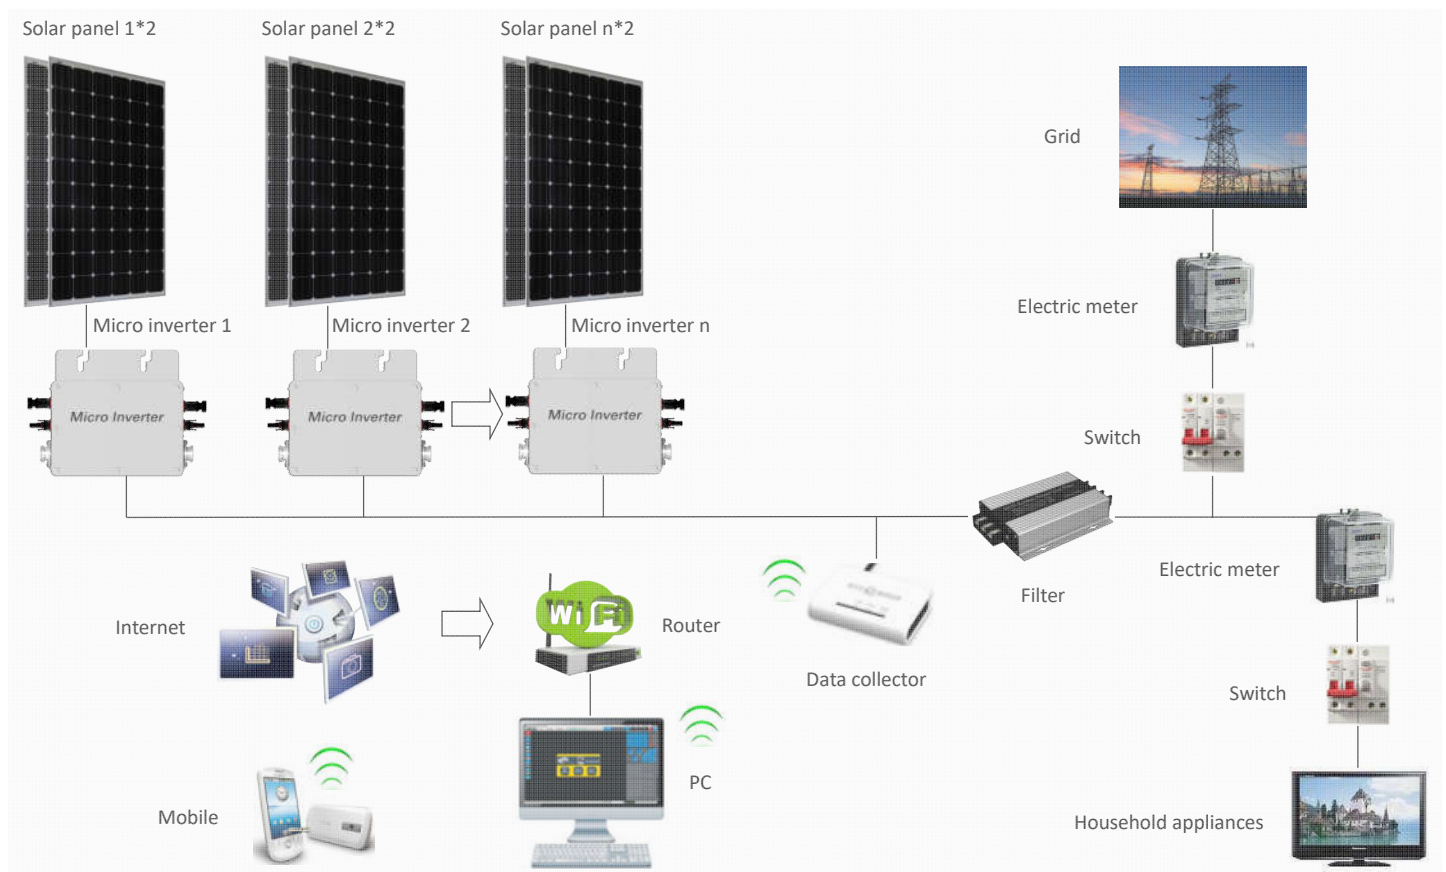 Solar panel 1*2
Solar panel 2*2
Solar panel n*2
Grid
Micro inverter 1
Micro inverter 2
Micro inverter n
Electric meter
Micro Inverter
Micro Inverter
Micro Inverter
Switch
Filter
Electric meter
Internet
WiFi
Router
Data collector
Switch
PC
Mobile
Household appliances